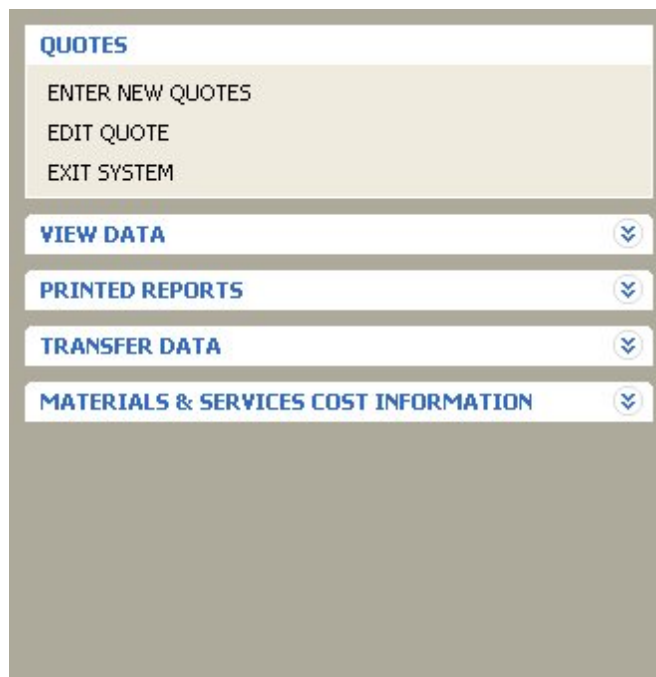 QUOTES
ENTER NEW QUOTES
EDIT QUOTE
EXIT SYSTEM
VIEW DATA
PRINTED REPORTS
TRANSFER DATA
MATERIALS & SERVICES COST INFORMATION